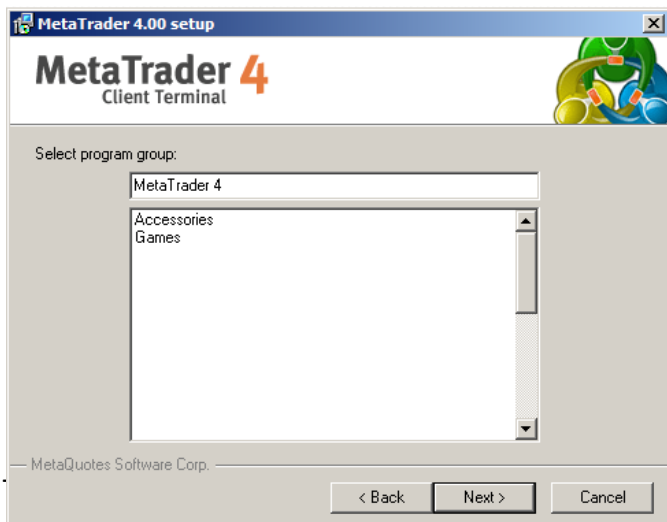 MetaTrader 4.00 setup
MetaTrader 4
Client Terminal
Select program group:
MetaTrader 4
Accessories
Games
MetaQuotes Software Corp.
< Back
Next >
Cancel